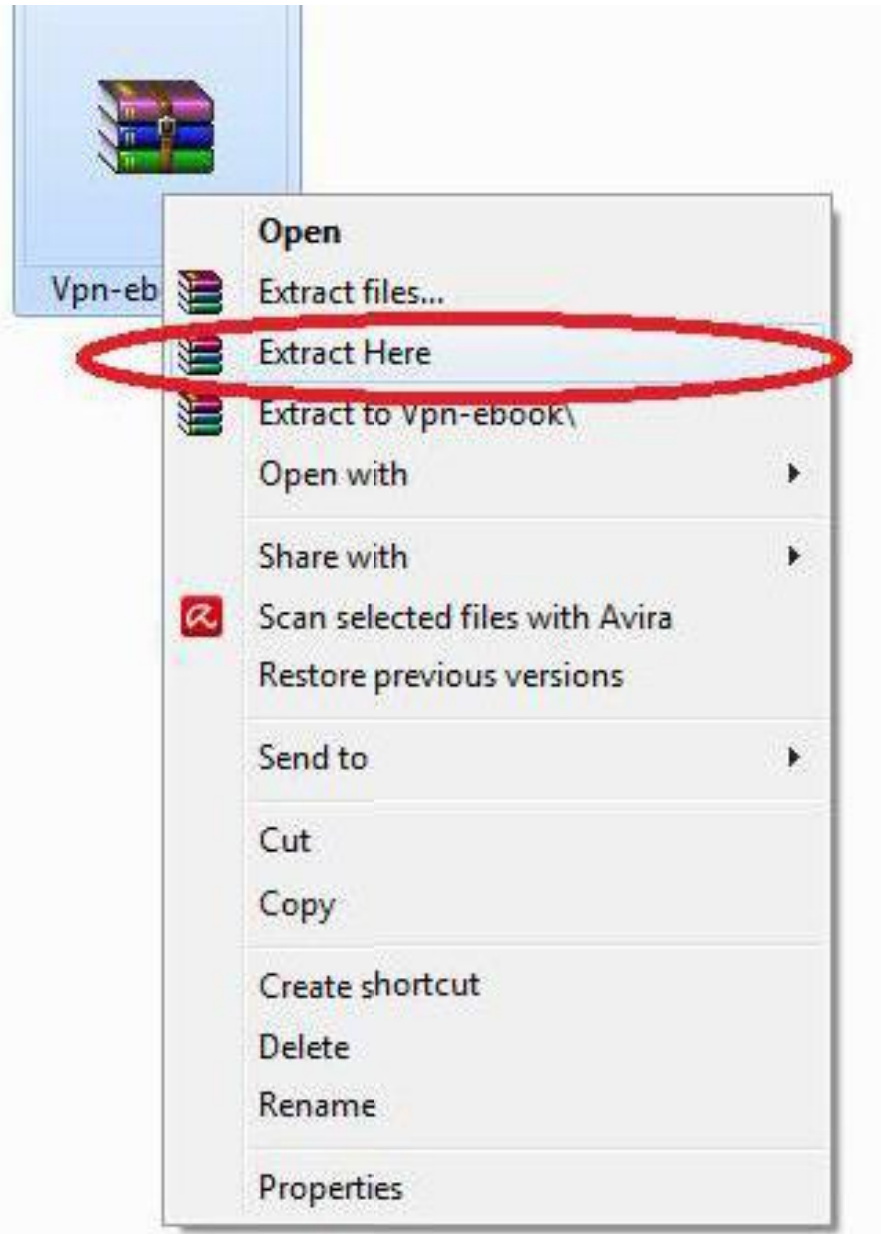 Vpn-eb
Open
Extract files...
Extract Here
Extract to Vpn-ebook\
Open with
Share with
Scan selected files with Avira
Restore previous versions
Send to
Cut
Copy
Create shortcut
Delete
Rename
Properties